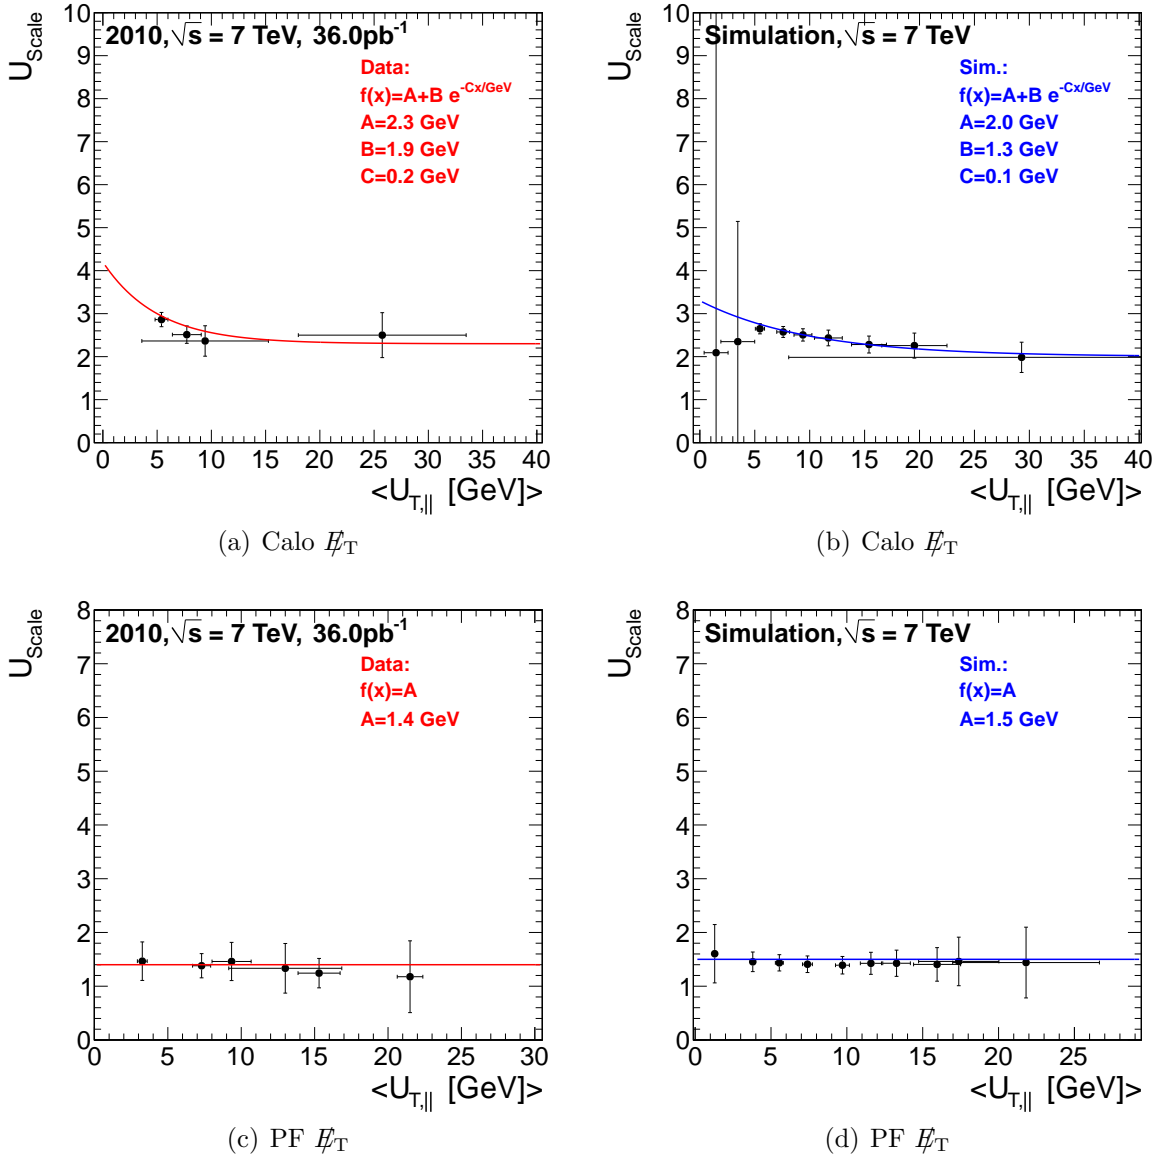 2010, √s = 7 TeV, 36.0pb⁻¹
Data:
f(x)=A+B e^-Cx/GeV
A=2.3 GeV
B=1.9 GeV
C=0.2 GeV
U_Scale
10
9
8
7
6
5
4
3
2
1
0
0 5 10 15 20 25 30 35 40
<U_T,|| [GeV]>
(a) Calo E̸_T
Simulation, √s = 7 TeV
Sim.:
f(x)=A+B e^-Cx/GeV
A=2.0 GeV
B=1.3 GeV
C=0.1 GeV
U_Scale
10
9
8
7
6
5
4
3
2
1
0
0 5 10 15 20 25 30 35 40
<U_T,|| [GeV]>
(b) Calo E̸_T
2010, √s = 7 TeV, 36.0pb⁻¹
Data:
f(x)=A
A=1.4 GeV
U_Scale
8
7
6
5
4
3
2
1
0
0 5 10 15 20 25 30
<U_T,|| [GeV]>
(c) PF E̸_T
Simulation, √s = 7 TeV
Sim.:
f(x)=A
A=1.5 GeV
U_Scale
8
7
6
5
4
3
2
1
0
0 5 10 15 20 25
<U_T,|| [GeV]>
(d) PF E̸_T